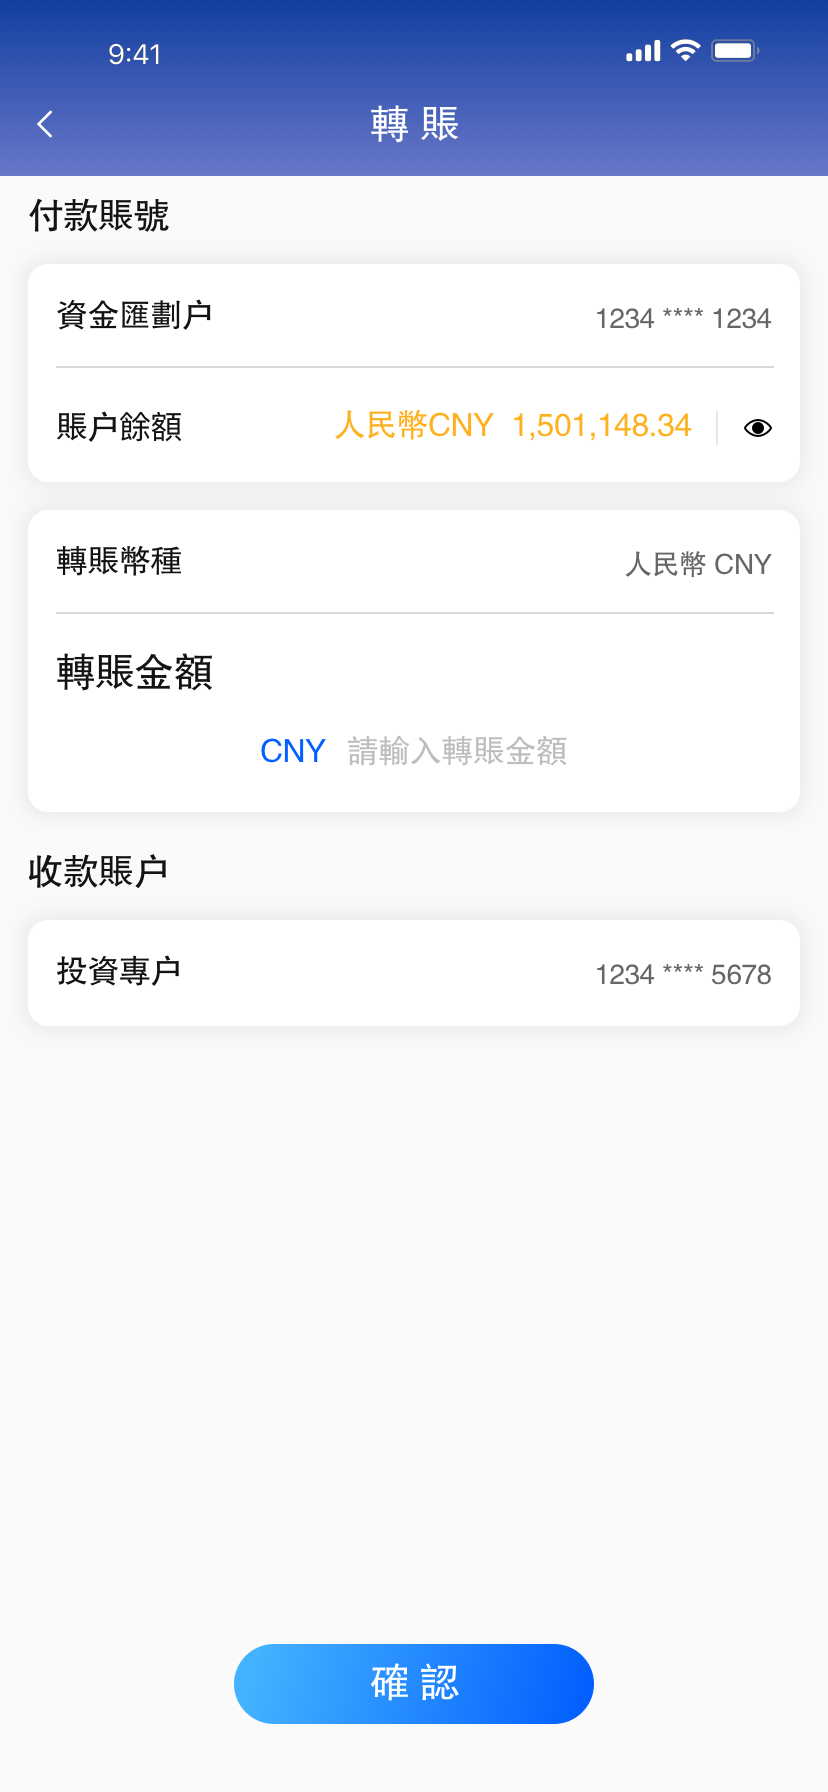 9:41
轉 賬
付款賬號
資金匯劃户 1234 **** 1234
賬户餘額 人民幣CNY 1,501,148.34
轉賬幣種 人民幣 CNY
轉賬金額
CNY 請輸入轉賬金額
收款賬户
投資專户 1234 **** 5678
確 認